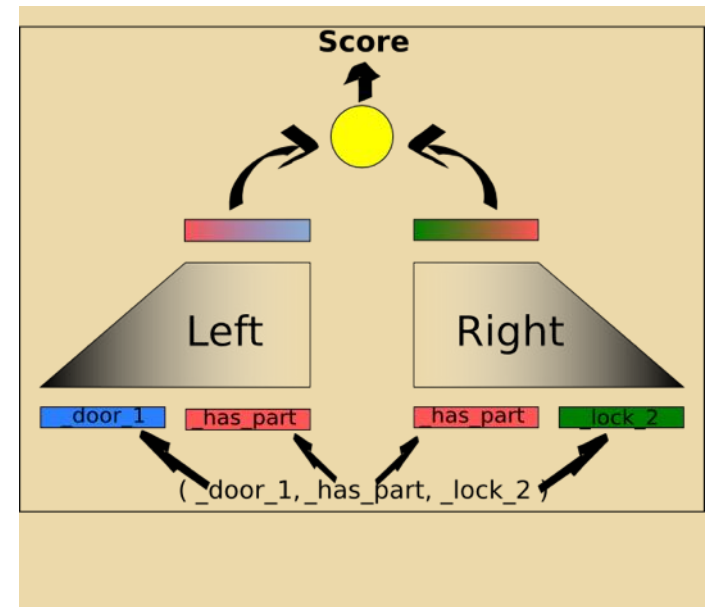 Score
Left Right
_door_1 _has_part _has_part _lock_2
( _door_1, _has_part, _lock_2 )